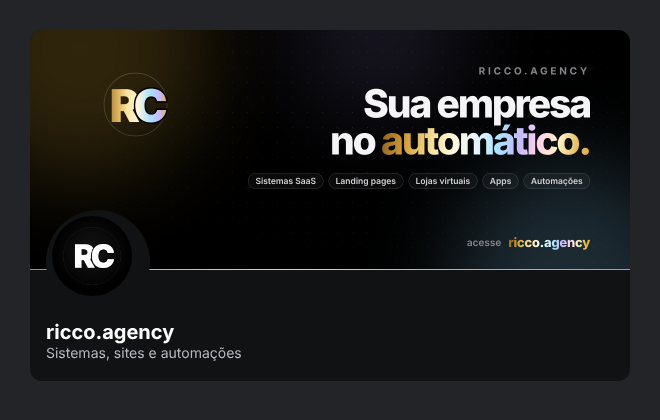 RC
RICCO.AGENCY
Sua empresa
no automático.
Sistemas SaaS Landing pages Lojas virtuais Apps Automações
acesse ricco.agency
RC
ricco.agency
Sistemas, sites e automações